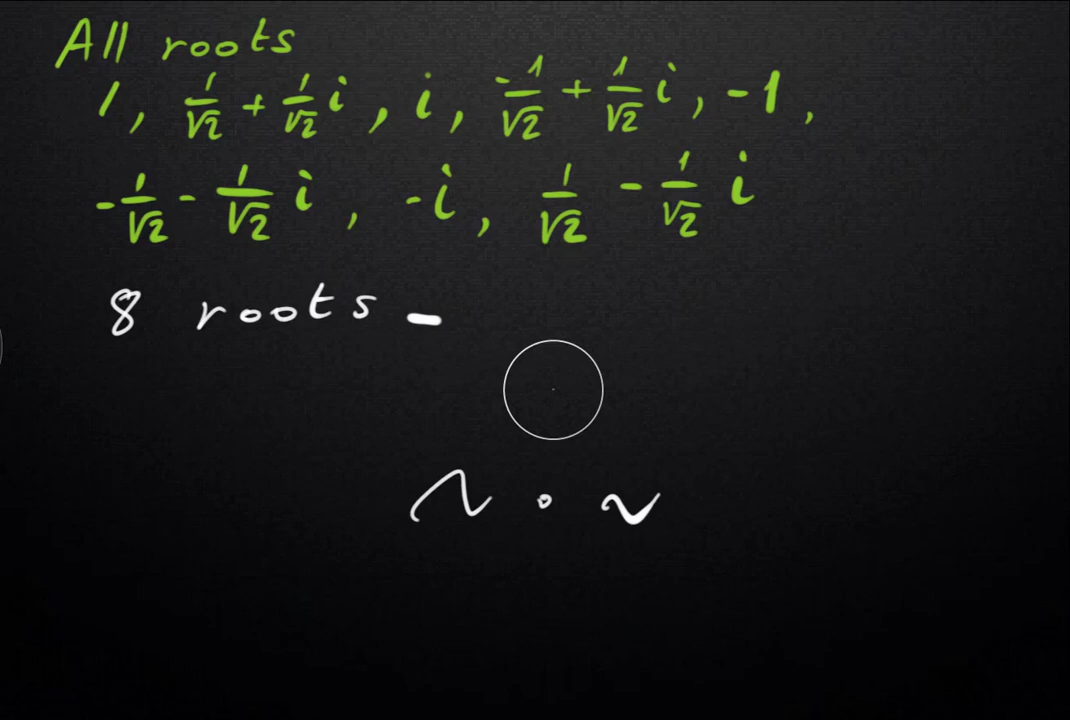 All roots
1, 1/√2 + 1/√2 i, i, -1/√2 + 1/√2 i, -1,
-1/√2 - 1/√2 i, -i, 1/√2 - 1/√2 i
8 roots -